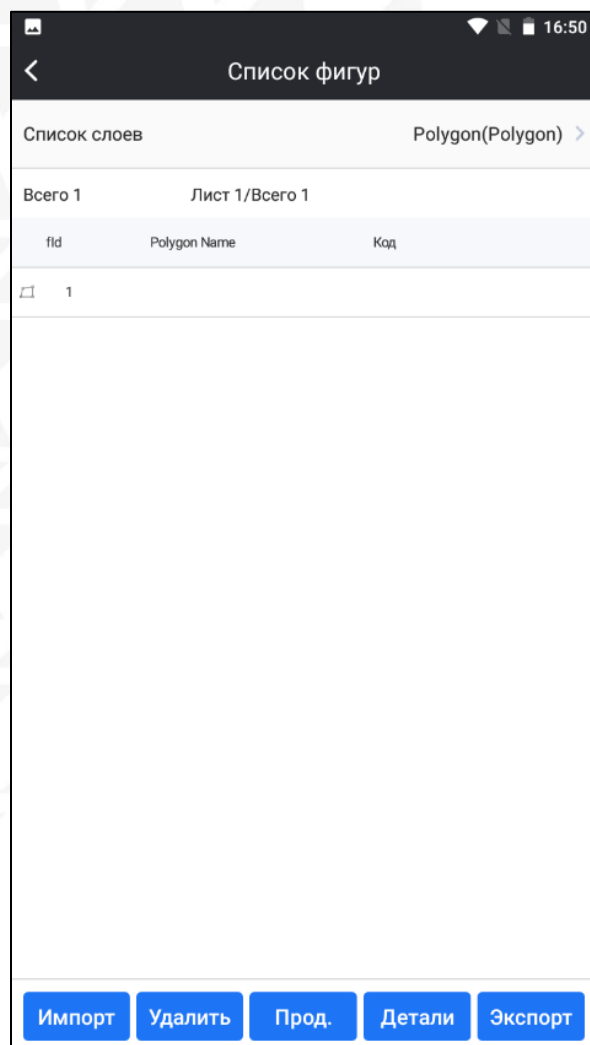 16:50
Список фигур
Список слоев Polygon(Polygon)
Всего 1 Лист 1/Всего 1
fId Polygon Name Код
1
Импорт Удалить Прод. Детали Экспорт